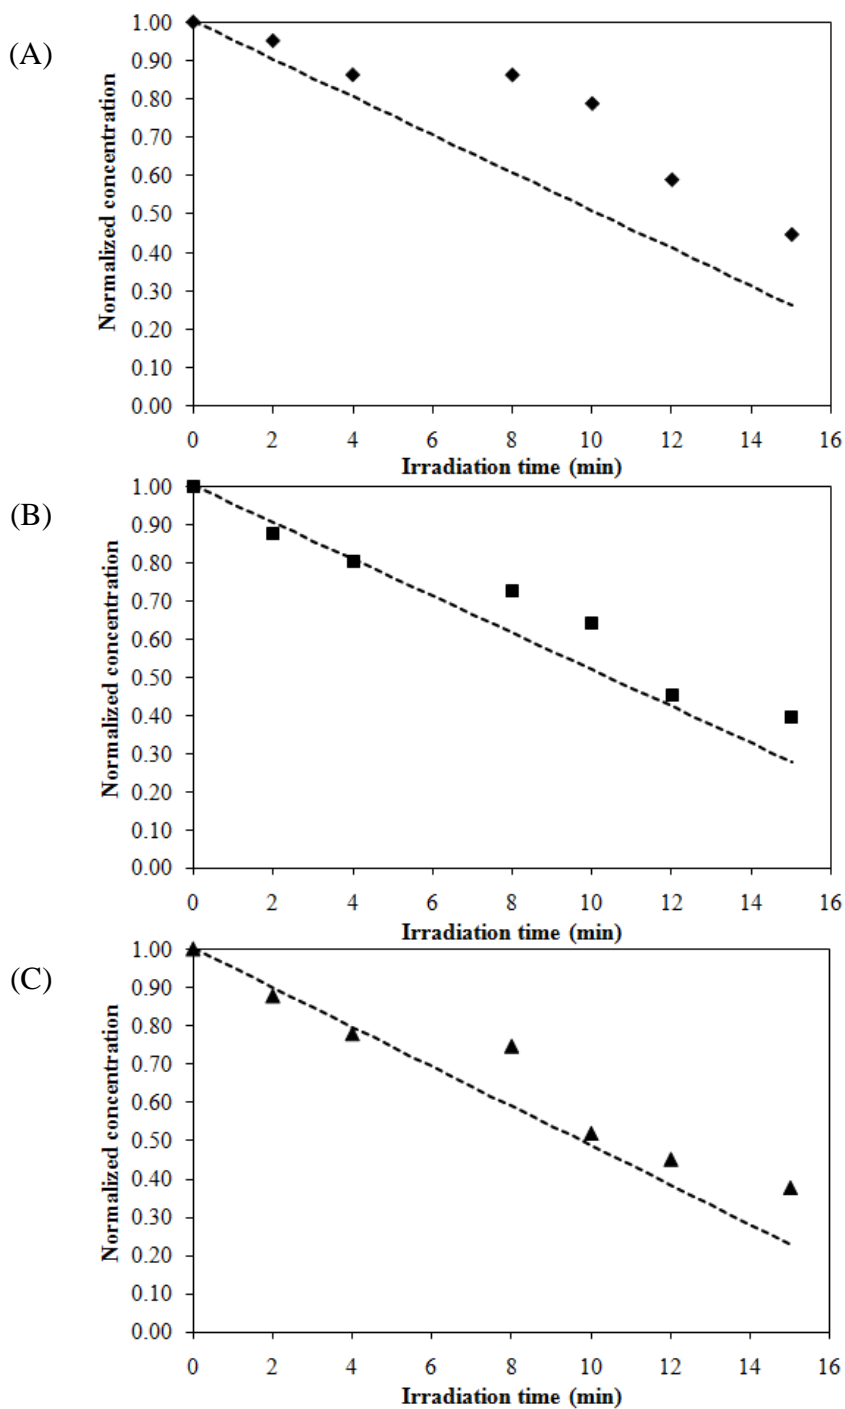 (A)
Normalized concentration
1.00
0.90
0.80
0.70
0.60
0.50
0.40
0.30
0.20
0.10
0.00
0 2 4 6 8 10 12 14 16
Irradiation time (min)
(B)
Normalized concentration
1.00
0.90
0.80
0.70
0.60
0.50
0.40
0.30
0.20
0.10
0.00
0 2 4 6 8 10 12 14 16
Irradiation time (min)
(C)
Normalized concentration
1.00
0.90
0.80
0.70
0.60
0.50
0.40
0.30
0.20
0.10
0.00
0 2 4 6 8 10 12 14 16
Irradiation time (min)